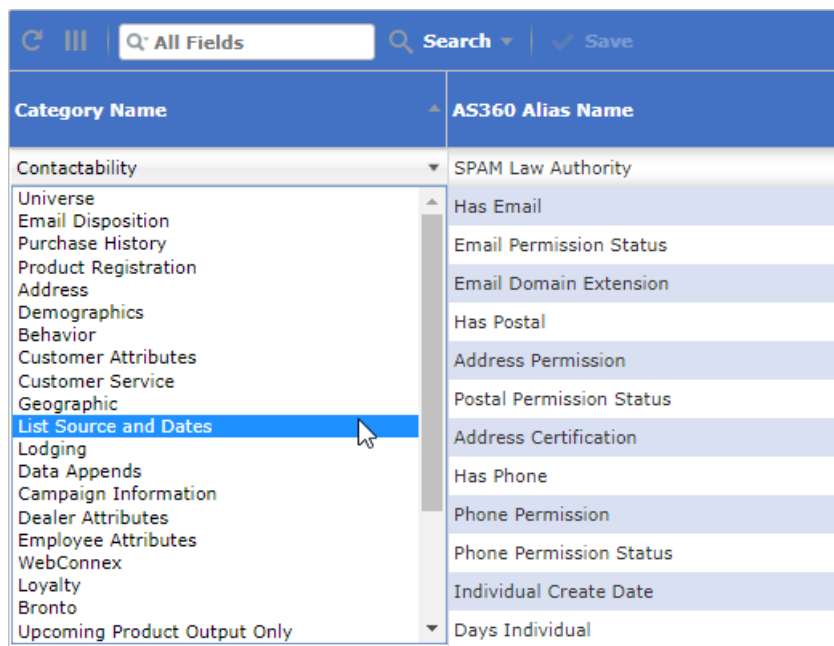 All Fields Search Save
Category Name AS360 Alias Name
Contactability SPAM Law Authority
Universe
Email Disposition
Purchase History
Product Registration
Address
Demographics
Behavior
Customer Attributes
Customer Service
Geographic
List Source and Dates
Lodging
Data Appends
Campaign Information
Dealer Attributes
Employee Attributes
WebConnex
Loyalty
Bronto
Upcoming Product Output Only
Has Email
Email Permission Status
Email Domain Extension
Has Postal
Address Permission
Postal Permission Status
Address Certification
Has Phone
Phone Permission
Phone Permission Status
Individual Create Date
Days Individual